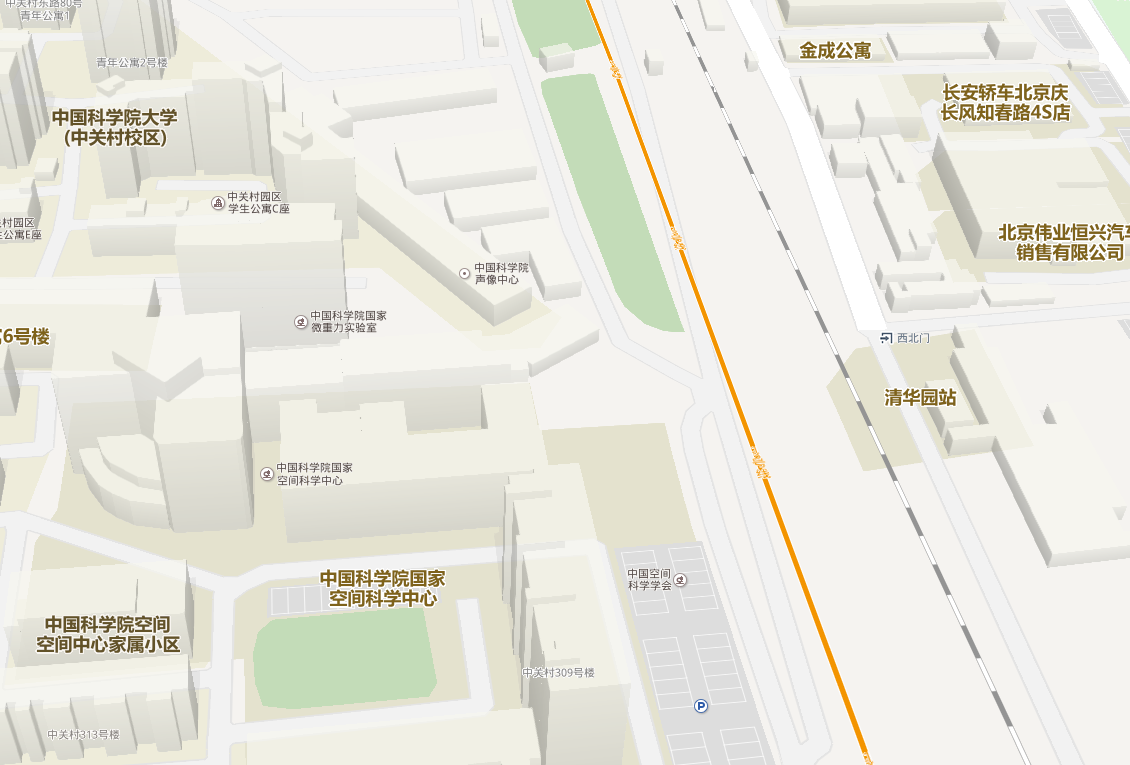 中关村东路80号
青年公寓1
青年公寓2号楼
金成公寓
长安轿车北京庆
长风知春路4S店
中国科学院大学
(中关村校区)
中关村园区
学生公寓C座
村园区
公寓E座
北京伟业恒兴汽车
销售有限公司
中国科学院
声像中心
中国科学院国家
微重力实验室
6号楼
西北门
清华园站
中国科学院国家
空间科学中心
中国空间
科学学会
中国科学院国家
空间科学中心
中国科学院空间
空间中心家属小区
中关村309号楼
P
中关村313号楼